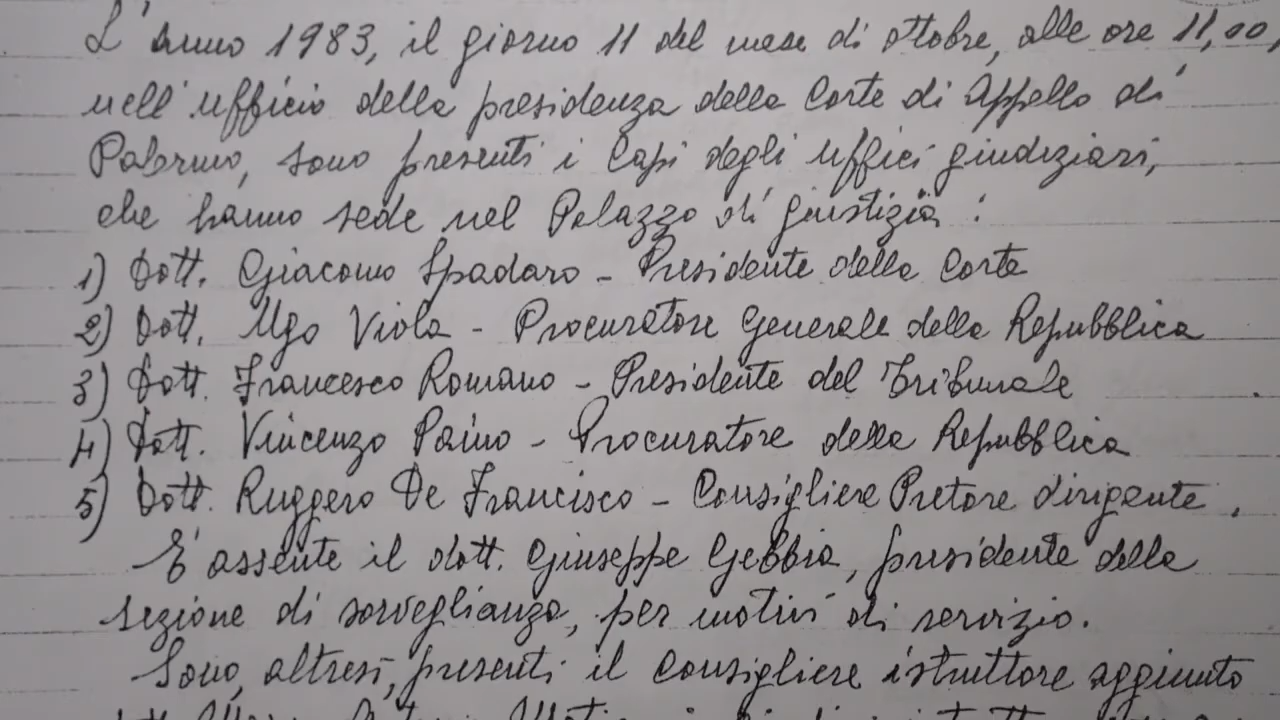 L'anno 1983, il giorno 11 del mese di ottobre, alle ore 11,00,
nell'ufficio della presidenza della Corte di Appello di
Palermo, sono presenti i Capi degli uffici giudiziari,
che hanno sede nel Palazzo di giustizia:
1) Dott. Giacomo Spadaro - Presidente della Corte
2) Dott. Ugo Viola - Procuratore Generale della Repubblica
3) Dott. Francesco Romano - Presidente del Tribunale
4) Dott. Vincenzo Paino - Procuratore della Repubblica
5) Dott. Ruggero De Francisco - Consigliere Pretore dirigente.
E' assente il dott. Giuseppe Gebbia, presidente della
sezione di sorveglianza, per motivi di servizio.
Sono, altresì, presenti il Consigliere istruttore aggiunto